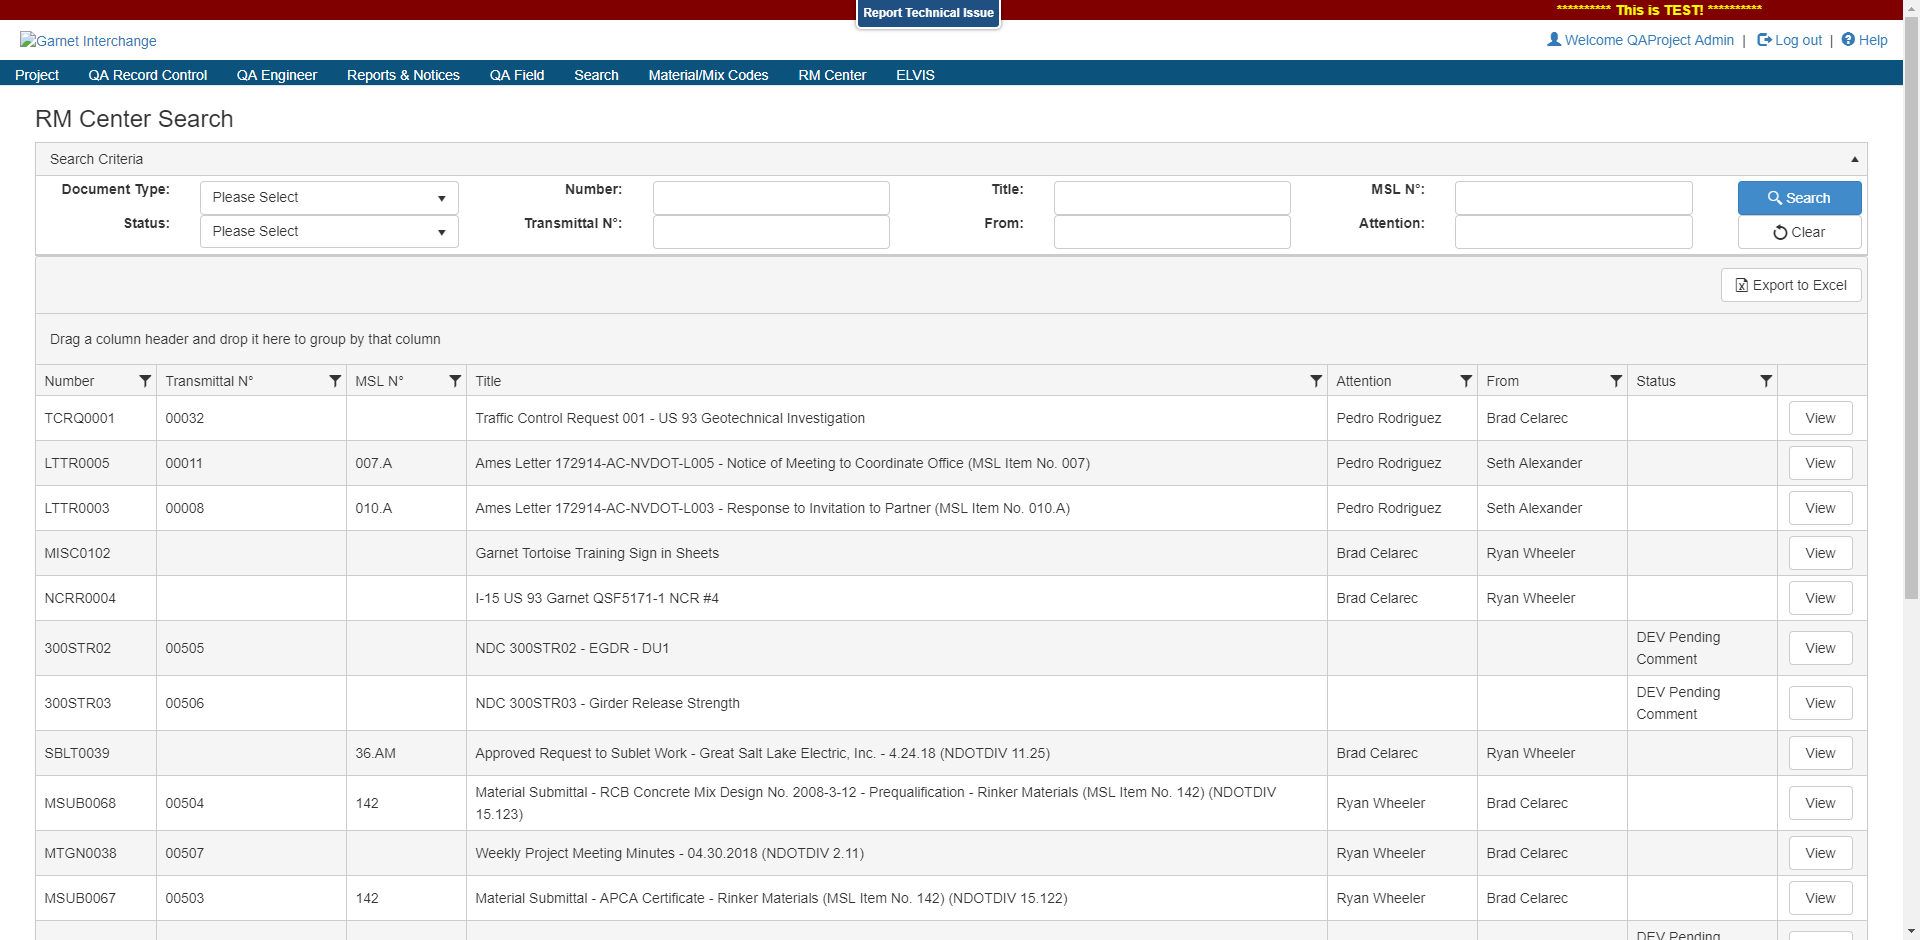 Report Technical Issue
********** This is TEST! **********
Garnet Interchange
Welcome QAProject Admin | Log out | Help
Project QA Record Control QA Engineer Reports & Notices QA Field Search Material/Mix Codes RM Center ELVIS
RM Center Search
Search Criteria
Document Type: Please Select Number: Title: MSL N°: Search
Status: Please Select Transmittal N°: From: Attention: Clear
Export to Excel
Drag a column header and drop it here to group by that column
Number Transmittal N° MSL N° Title Attention From Status
TCRQ0001 00032 Traffic Control Request 001 - US 93 Geotechnical Investigation Pedro Rodriguez Brad Celarec View
LTTR0005 00011 007.A Ames Letter 172914-AC-NVDOT-L005 - Notice of Meeting to Coordinate Office (MSL Item No. 007) Pedro Rodriguez Seth Alexander View
LTTR0003 00008 010.A Ames Letter 172914-AC-NVDOT-L003 - Response to Invitation to Partner (MSL Item No. 010.A) Pedro Rodriguez Seth Alexander View
MISC0102 Garnet Tortoise Training Sign in Sheets Brad Celarec Ryan Wheeler View
NCRR0004 I-15 US 93 Garnet QSF5171-1 NCR #4 Brad Celarec Ryan Wheeler View
300STR02 00505 NDC 300STR02 - EGDR - DU1 DEV Pending Comment View
300STR03 00506 NDC 300STR03 - Girder Release Strength DEV Pending Comment View
SBLT0039 36.AM Approved Request to Sublet Work - Great Salt Lake Electric, Inc. - 4.24.18 (NDOTDIV 11.25) Brad Celarec Ryan Wheeler View
MSUB0068 00504 142 Material Submittal - RCB Concrete Mix Design No. 2008-3-12 - Prequalification - Rinker Materials (MSL Item No. 142) (NDOTDIV 15.123) Ryan Wheeler Brad Celarec View
MTGN0038 00507 Weekly Project Meeting Minutes - 04.30.2018 (NDOTDIV 2.11) Ryan Wheeler Brad Celarec View
MSUB0067 00503 142 Material Submittal - APCA Certificate - Rinker Materials (MSL Item No. 142) (NDOTDIV 15.122) Ryan Wheeler Brad Celarec View
DEV Pending